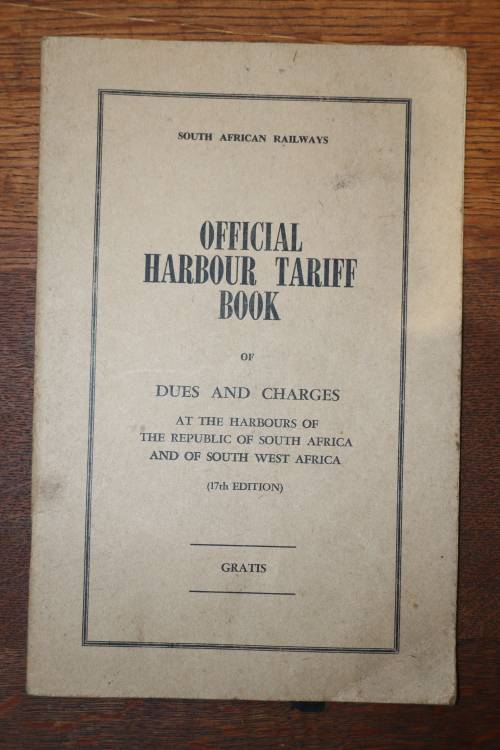 SOUTH AFRICAN RAILWAYS
OFFICIAL
HARBOUR TARIFF
BOOK
OF
DUES AND CHARGES
AT THE HARBOURS OF
THE REPUBLIC OF SOUTH AFRICA
AND OF SOUTH WEST AFRICA
(17th EDITION)
GRATIS